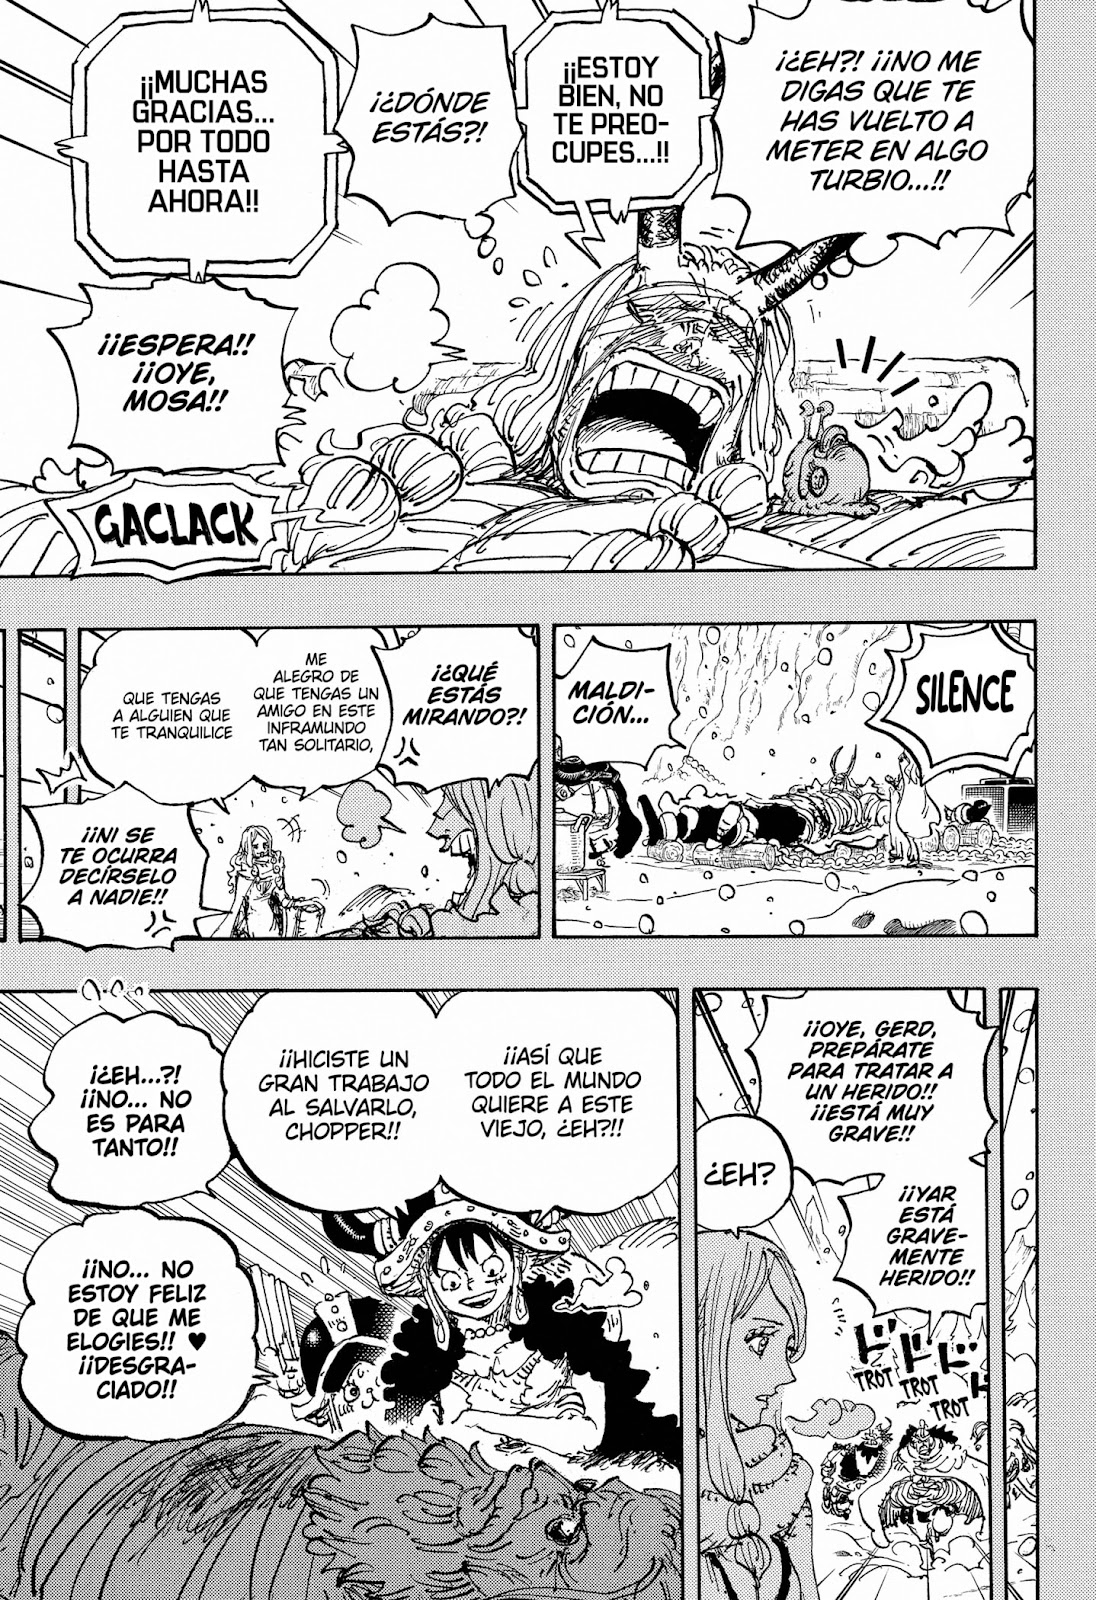 ¡¿EH?! ¡¡NO ME
DIGAS QUE TE
HAS VUELTO A
METER EN ALGO
TURBIO...!!
¡¡ESTOY
BIEN, NO
TE PREO-
CUPES...!!
¡¿DÓNDE
ESTÁS?!
¡¡MUCHAS
GRACIAS...
POR TODO
HASTA
AHORA!!
¡¡ESPERA!!
¡¡OYE,
MOSA!!
GACLACK
SILENCE
MALDI-
CIÓN...
¡¿QUÉ
ESTÁS
MIRANDO?!
ME
ALEGRO DE
QUE TENGAS UN
AMIGO EN ESTE
INFRAMUNDO
TAN SOLITARIO,
QUE TENGAS
A ALGUIEN QUE
TE TRANQUILICE
¡¡NI SE
TE OCURRA
DECÍRSELO
A NADIE!!
¡¡OYE, GERD,
PREPÁRATE
PARA TRATAR A
UN HERIDO!!
¡¡ESTÁ MUY
GRAVE!!
¡¡YAR
ESTÁ
GRAVE-
MENTE
HERIDO!!
¿EH?
ドドドド
TROT
TROT
TROT
¡¡ASÍ QUE
TODO EL MUNDO
QUIERE A ESTE
VIEJO, ¿EH?!!
¡¡HICISTE UN
GRAN TRABAJO
AL SALVARLO,
CHOPPER!!
¡¿EH...?!
¡¡NO... NO
ES PARA
TANTO!!
¡¡NO... NO
ESTOY FELIZ
DE QUE ME
ELOGIES!! ♥
¡¡DESGRA-
CIADO!!